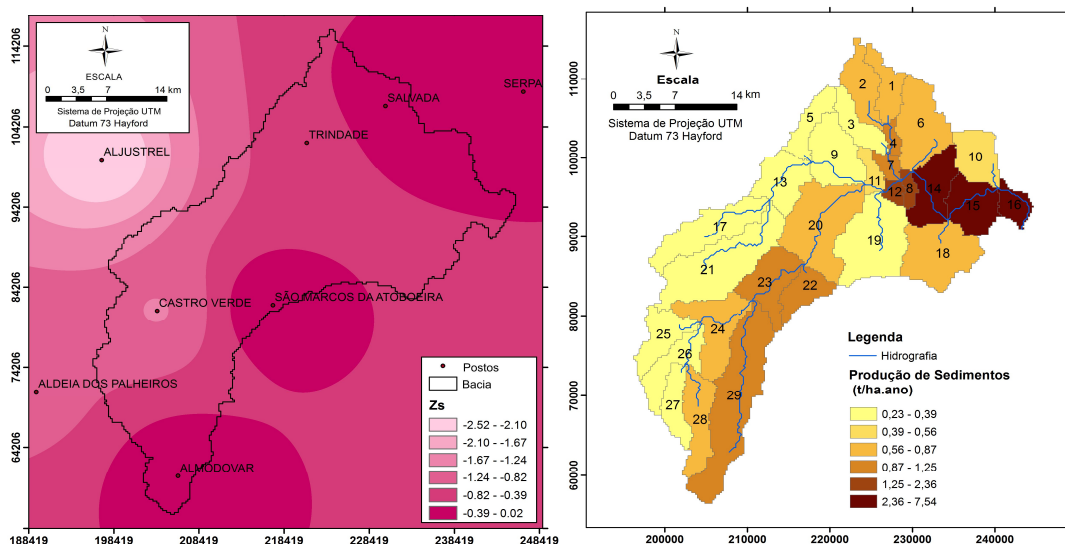 N
ESCALA
0 3,5 7 14 km
Sistema de Projeção UTM
Datum 73 Hayford
114206
104206
94206
84206
74206
64206
SERPA
SALVADA
TRINDADE
ALJUSTREL
CASTRO VERDE
SÃO MARCOS DA ATOBOEIRA
ALDEIA DOS PALHEIROS
ALMODOVAR
Postos
Bacia
Zs
-2.52 - -2.10
-2.10 - -1.67
-1.67 - -1.24
-1.24 - -0.82
-0.82 - -0.39
-0.39 - 0.02
188419 198419 208419 218419 228419 238419 248419
N
Escala
0 3,5 7 14 km
Sistema de Projeção UTM
Datum 73 Hayford
110000
100000
90000
80000
70000
60000
2
1
5
3
6
4
9
7
10
13
11
12
8
14
15
16
17
20
19
18
21
23
22
25
24
26
27
28
29
Legenda
Hidrografia
Produção de Sedimentos
(t/ha.ano)
0,23 - 0,39
0,39 - 0,56
0,56 - 0,87
0,87 - 1,25
1,25 - 2,36
2,36 - 7,54
200000 210000 220000 230000 240000